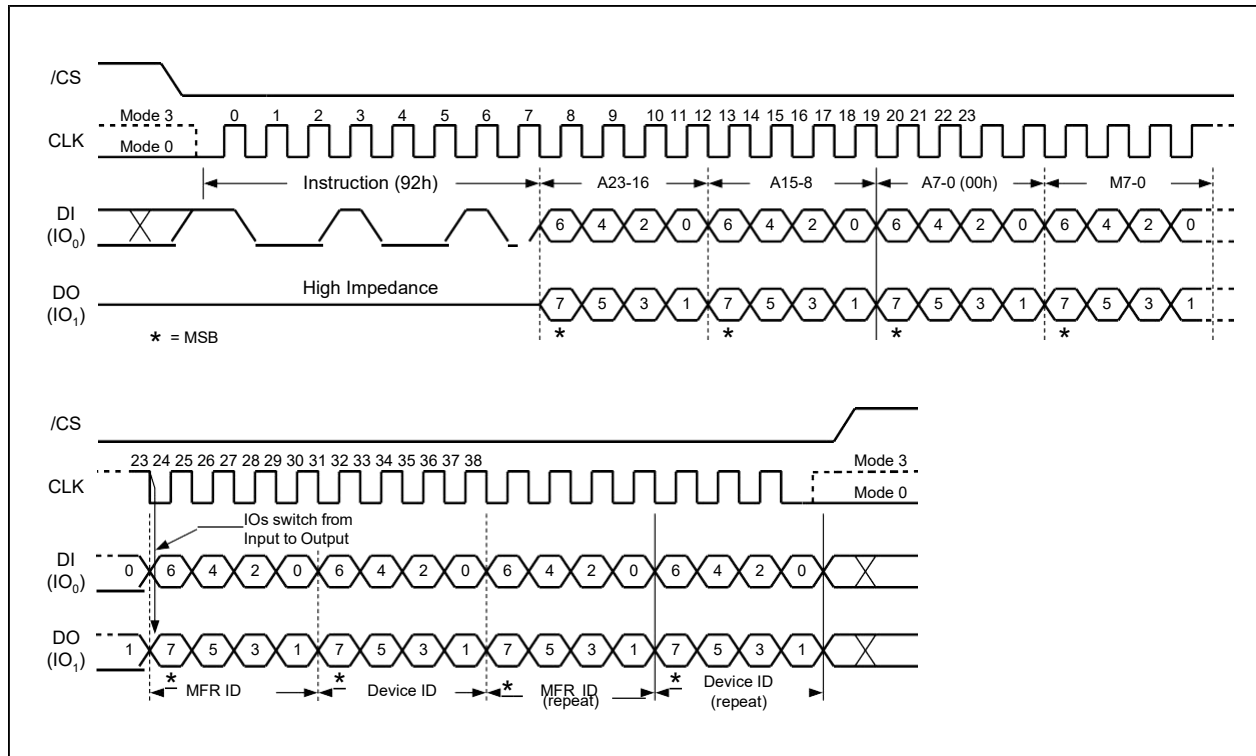 /CS
Mode 3 0 1 2 3 4 5 6 7 8 9 10 11 12 13 14 15 16 17 18 19 20 21 22 23
CLK
Mode 0
Instruction (92h) A23-16 A15-8 A7-0 (00h) M7-0
DI
(IO0) 6 4 2 0 6 4 2 0 6 4 2 0 6 4 2 0
High Impedance
DO
(IO1) 7 5 3 1 7 5 3 1 7 5 3 1 7 5 3 1
* * * *
* = MSB
/CS
23 24 25 26 27 28 29 30 31 32 33 34 35 36 37 38 Mode 3
CLK
Mode 0
IOs switch from
Input to Output
DI
(IO0) 0 6 4 2 0 6 4 2 0 6 4 2 0 6 4 2 0
DO
(IO1) 1 7 5 3 1 7 5 3 1 7 5 3 1 7 5 3 1
* * * *
MFR ID Device ID MFR ID Device ID
(repeat) (repeat)